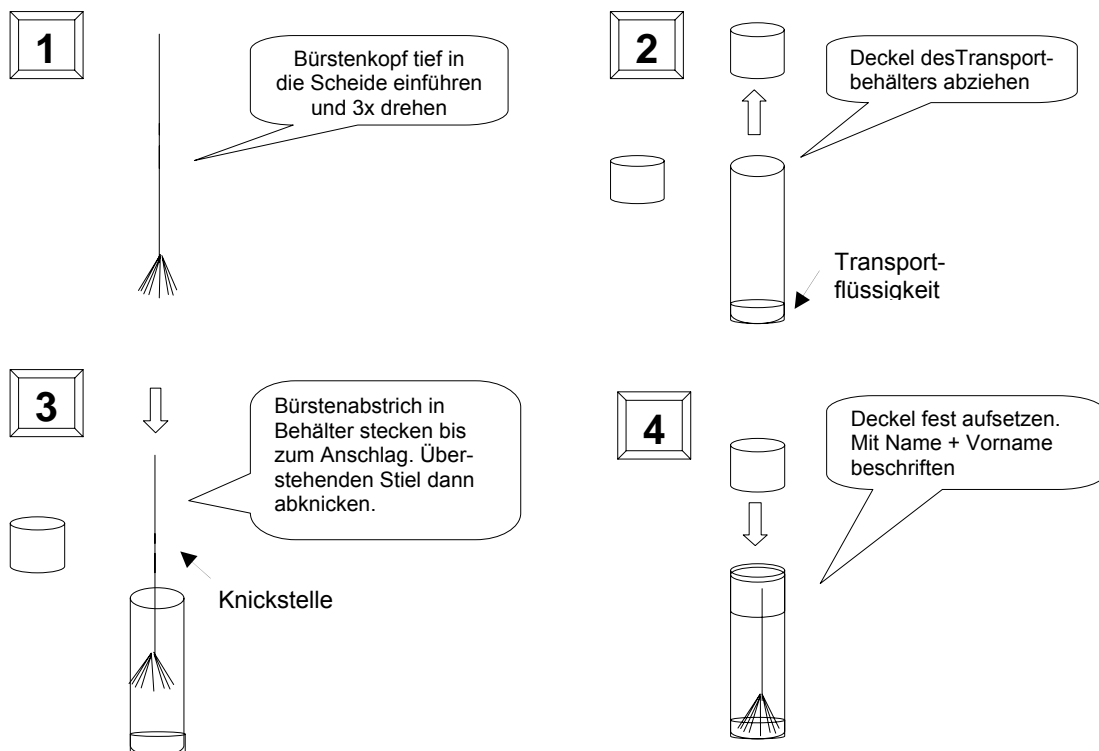 1
Bürstenkopf tief in
die Scheide einführen
und 3x drehen
2
Deckel desTransport-
behälters abziehen
Transport-
flüssigkeit
3
Bürstenabstrich in
Behälter stecken bis
zum Anschlag. Über-
stehenden Stiel dann
abknicken.
Knickstelle
4
Deckel fest aufsetzen.
Mit Name + Vorname
beschriften